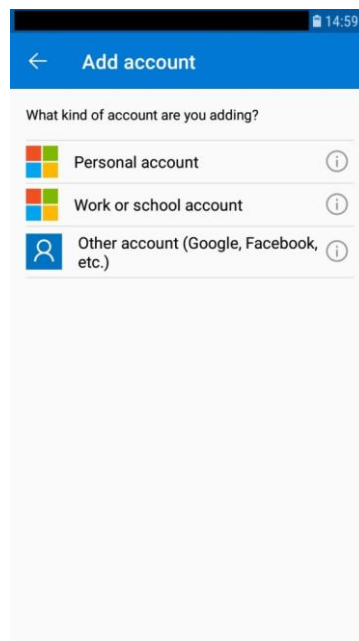 14:59
Add account
What kind of account are you adding?
Personal account
Work or school account
Other account (Google, Facebook,
etc.)